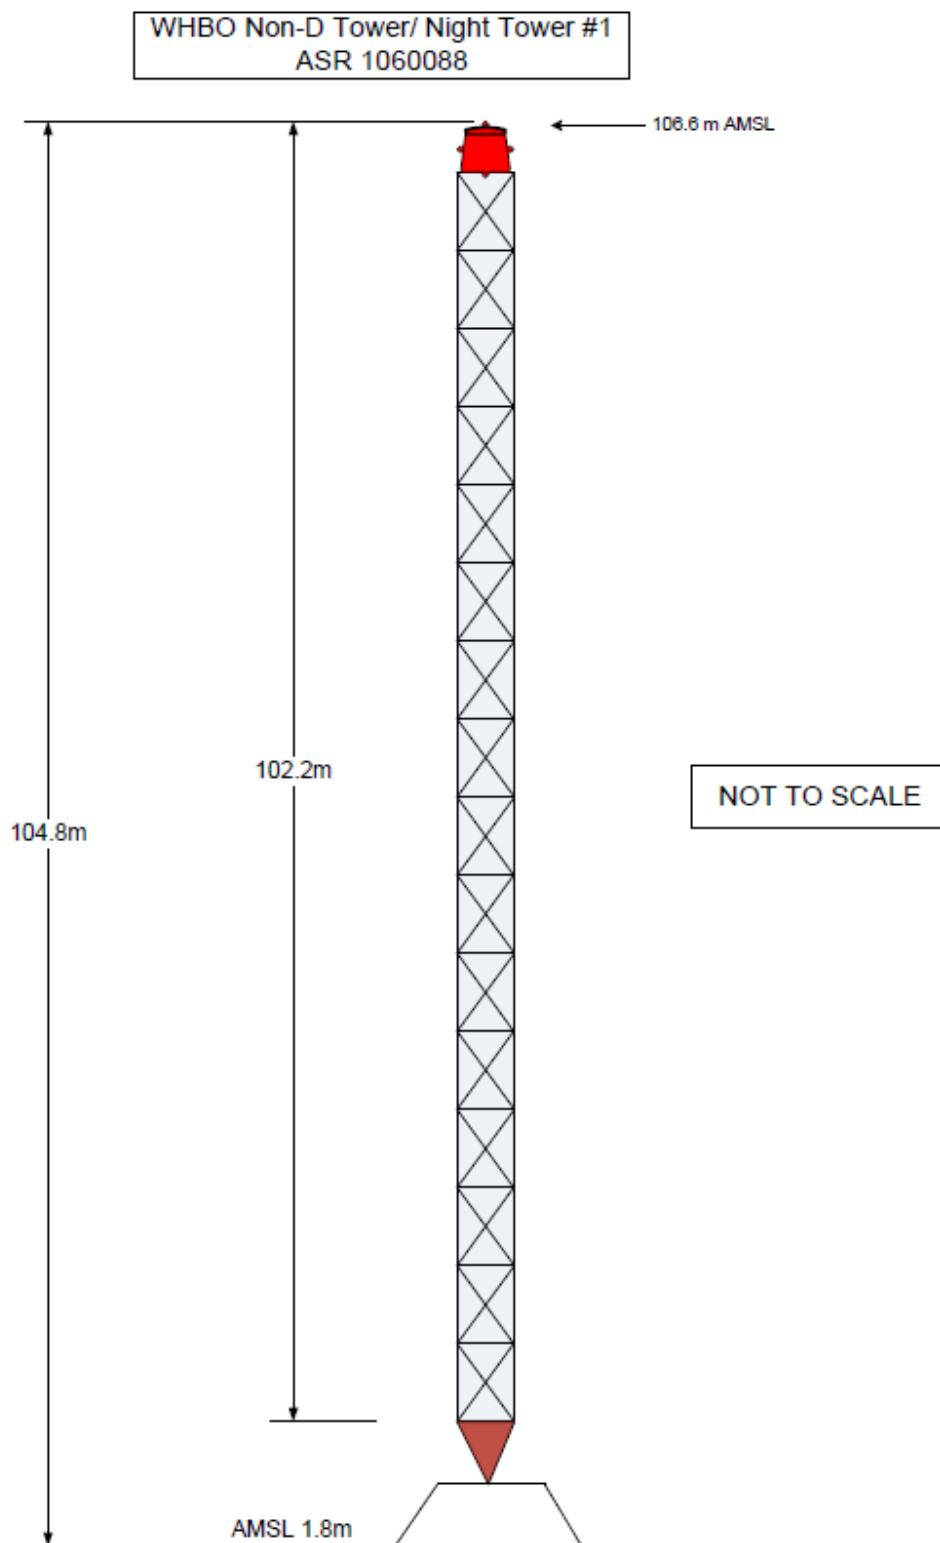 WHBO Non-D Tower/ Night Tower #1
ASR 1060088
106.6 m AMSL
102.2m
NOT TO SCALE
104.8m
AMSL 1.8m